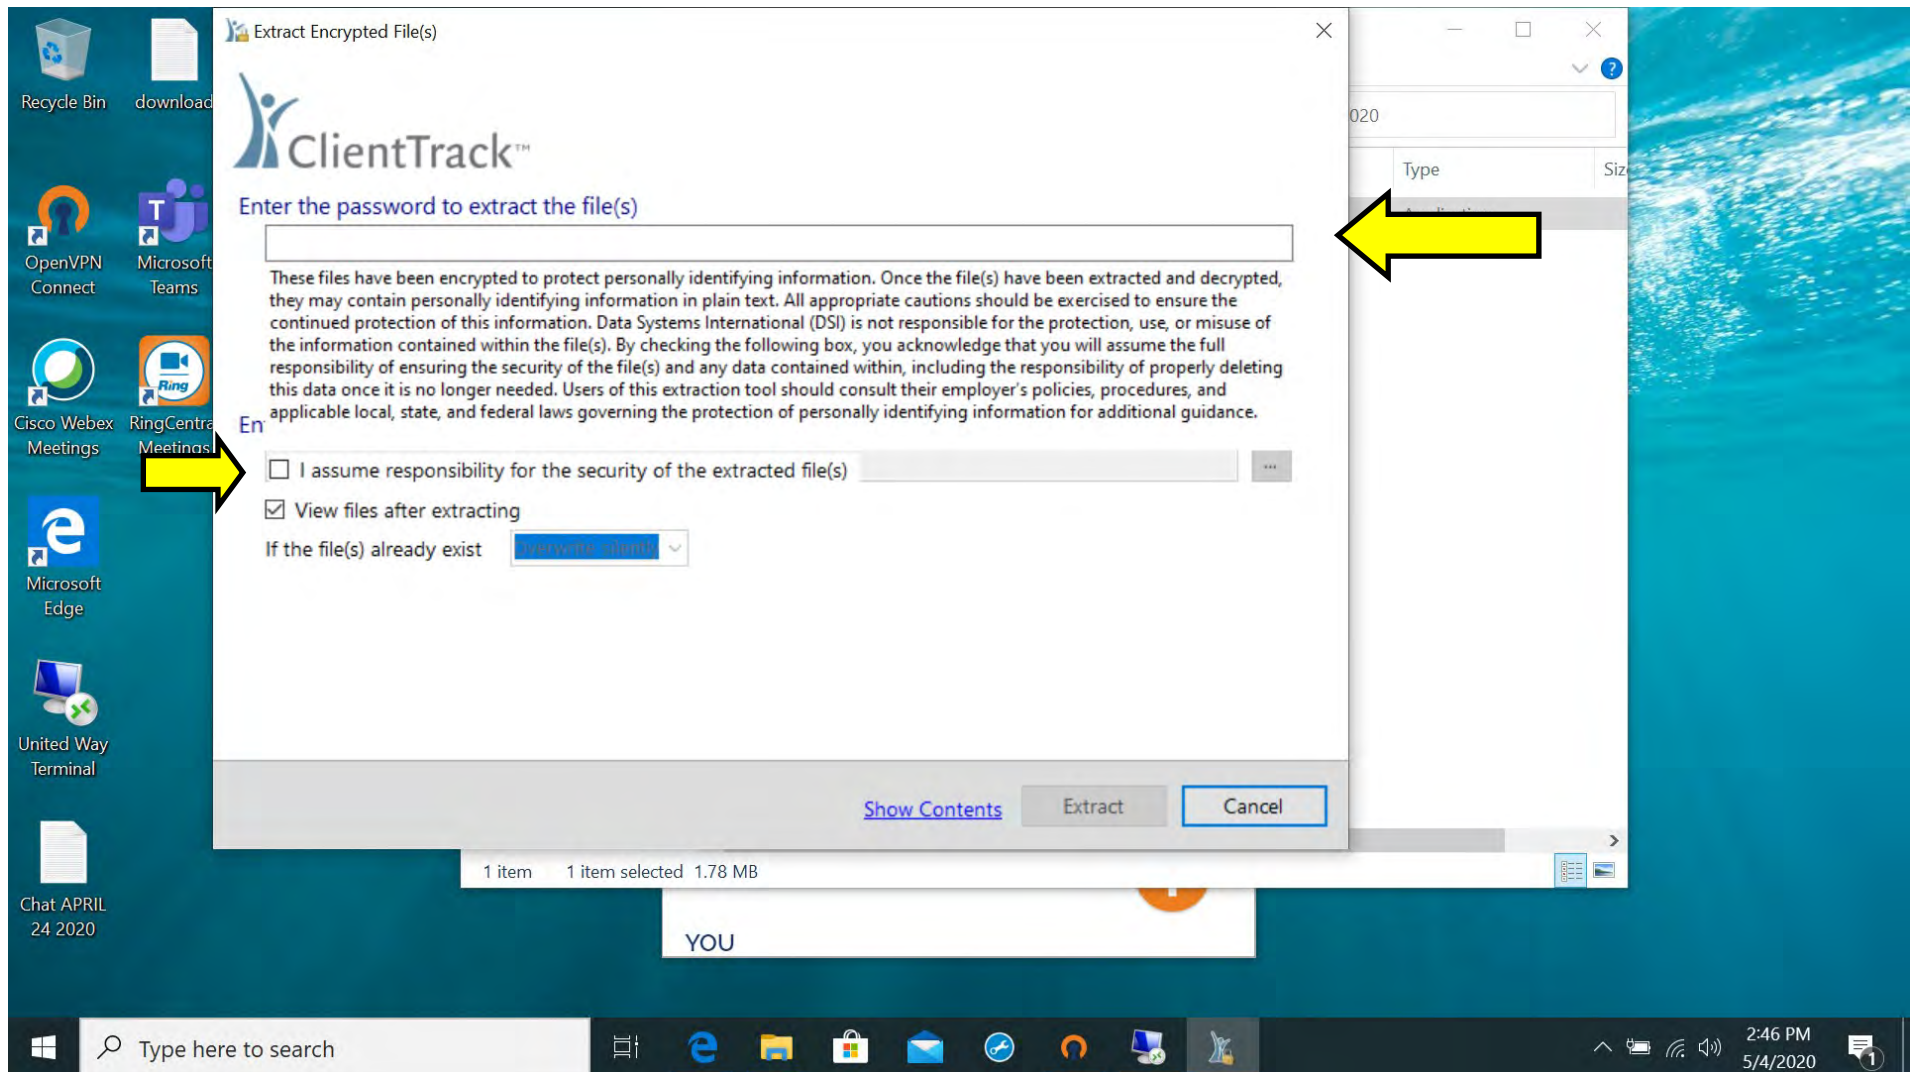 Recycle Bin
download
OpenVPN
Connect
Microsoft
Teams
Cisco Webex
Meetings
RingCentra
Meetings
Ring
Microsoft
Edge
United Way
Terminal
Chat APRIL
24 2020
Extract Encrypted File(s)
ClientTrack™
Enter the password to extract the file(s)
These files have been encrypted to protect personally identifying information. Once the file(s) have been extracted and decrypted,
they may contain personally identifying information in plain text. All appropriate cautions should be exercised to ensure the
continued protection of this information. Data Systems International (DSI) is not responsible for the protection, use, or misuse of
the information contained within the file(s). By checking the following box, you acknowledge that you will assume the full
responsibility of ensuring the security of the file(s) and any data contained within, including the responsibility of properly deleting
this data once it is no longer needed. Users of this extraction tool should consult their employer's policies, procedures, and
applicable local, state, and federal laws governing the protection of personally identifying information for additional guidance.
En
I assume responsibility for the security of the extracted file(s)
...
View files after extracting
If the file(s) already exist
Overwrite silently
Show Contents
Extract
Cancel
020
Type
Siz
1 item
1 item selected 1.78 MB
YOU
Type here to search
2:46 PM
5/4/2020
1